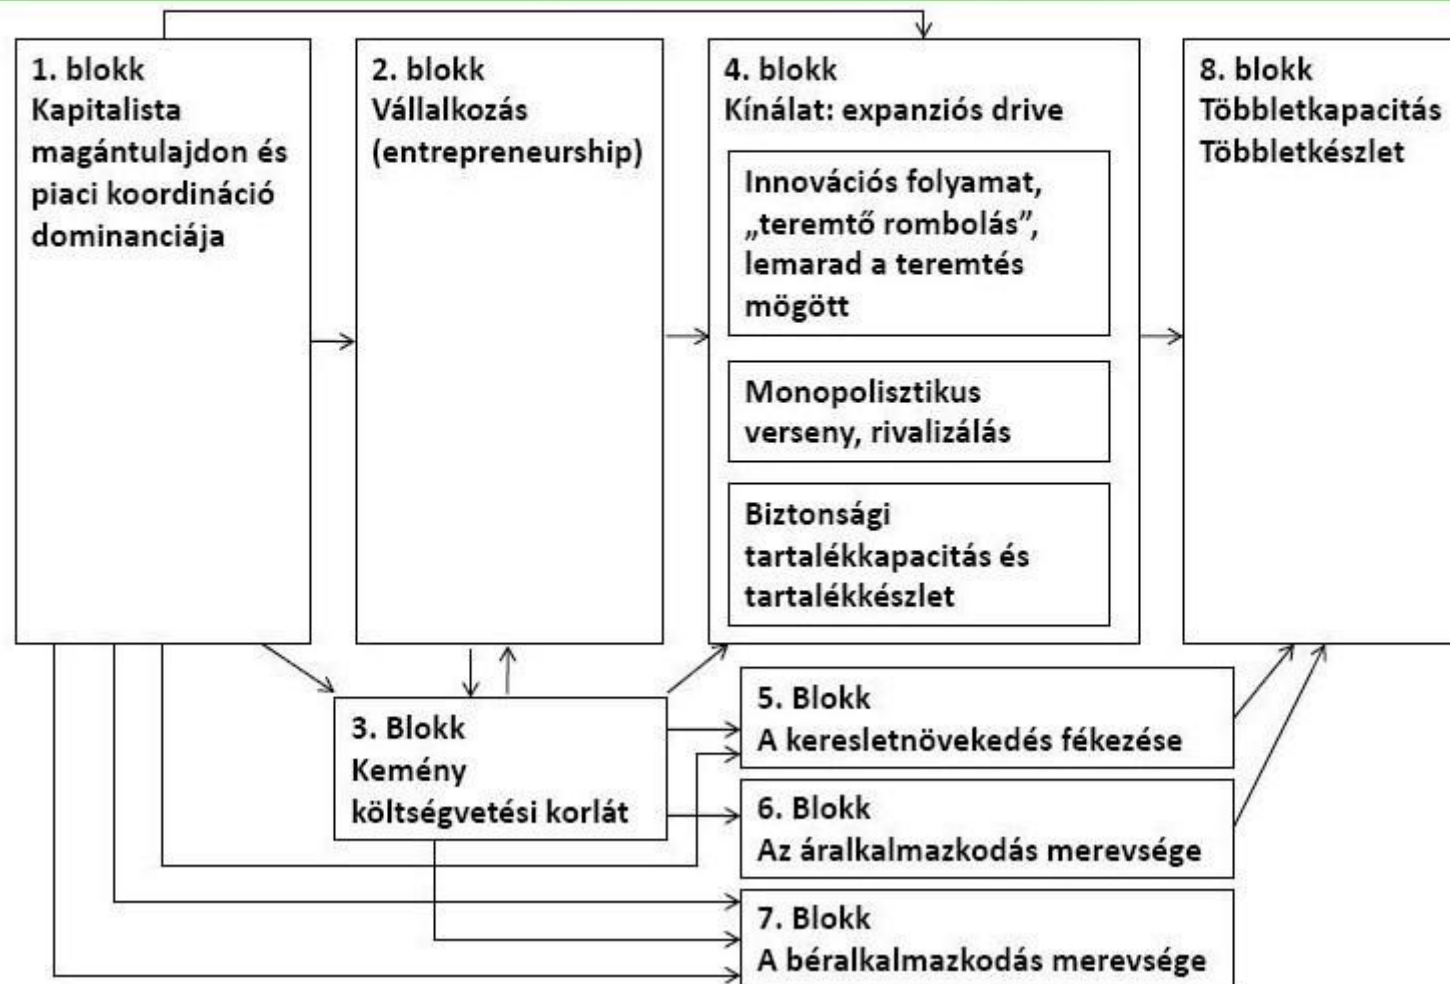 1. blokk
Kapitalista
magántulajdon és
piaci koordináció
dominanciája
2. blokk
Vállalkozás
(entrepreneurship)
3. Blokk
Kemény
költségvetési korlát
4. blokk
Kínálat: expanziós drive
Innovációs folyamat,
„teremtő rombolás”,
lemarad a teremtés
mögött
Monopolisztikus
verseny, rivalizálás
Biztonsági
tartalékkapacitás és
tartalékkészlet
5. Blokk
A keresletnövekedés fékezése
6. Blokk
Az áralkalmazkodás merevsége
7. Blokk
A béralkalmazkodás merevsége
8. blokk
Többletkapacitás
Többletkészlet